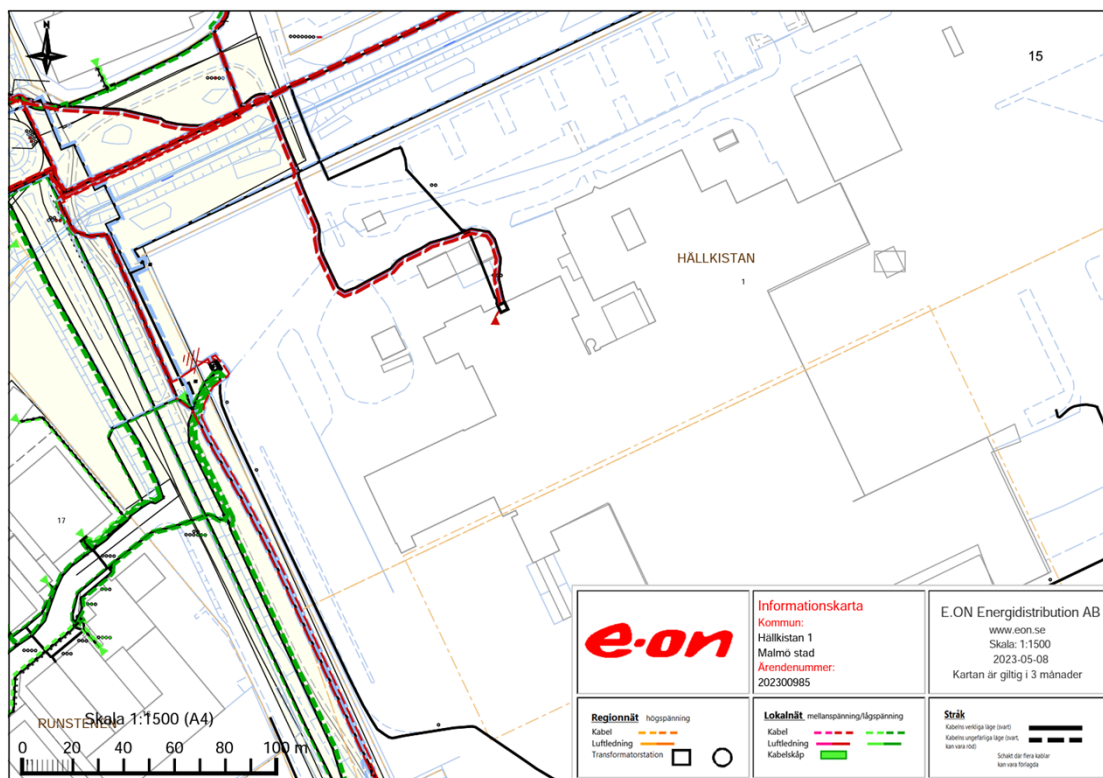 N
15
HÄLLKISTAN
1
17
RUNSTENEN
Skala 1:1500 (A4)
0 20 40 60 80 100 m
e-on
Informationskarta
Kommun:
Hällkistan 1
Malmö stad
Ärendenummer:
202300985
E.ON Energidistribution AB
www.eon.se
Skala: 1:1500
2023-05-08
Kartan är giltig i 3 månader
Regionnät högspänning
Kabel
Luftledning
Transformatorstation
Lokalnät mellanspänning/lågspänning
Kabel
Luftledning
Kabelskåp
Stråk
Kabelns verkliga läge (svart)
Kabelns ungefärliga läge (svart,
kan vara röd)
Schakt där flera kablar
kan vara förlagda